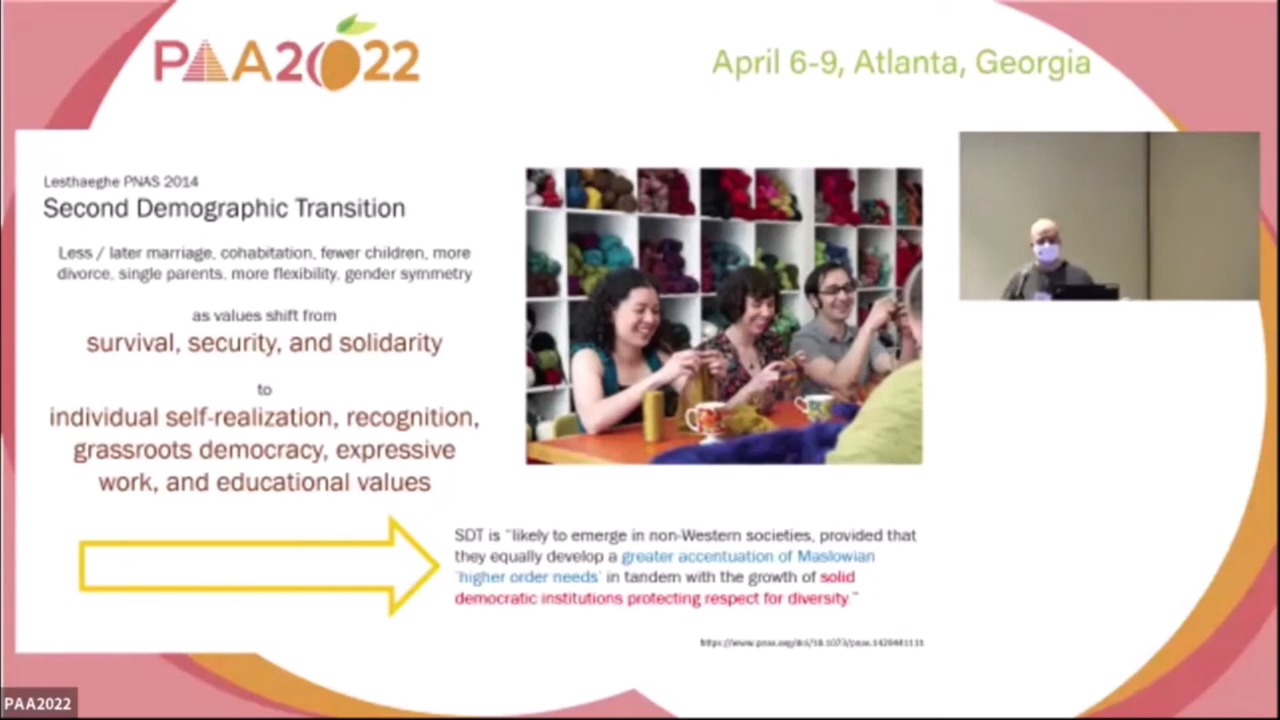 PAA2022
April 6-9, Atlanta, Georgia
Lesthaeghe PNAS 2014
Second Demographic Transition
Less / later marriage, cohabitation, fewer children, more
divorce, single parents, more flexibility, gender symmetry
as values shift from
survival, security, and solidarity
to
individual self-realization, recognition,
grassroots democracy, expressive
work, and educational values
SDT is "likely to emerge in non-Western societies, provided that
they equally develop a greater accentuation of Maslowian
'higher order needs' in tandem with the growth of solid
democratic institutions protecting respect for diversity."
PAA2022